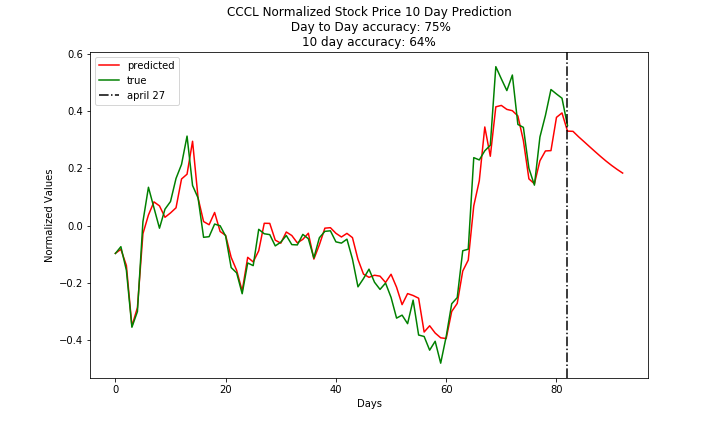 CCCL Normalized Stock Price 10 Day Prediction
Day to Day accuracy: 75%
10 day accuracy: 64%
predicted
true
april 27
Normalized Values
0.6
0.4
0.2
0.0
−0.2
−0.4
0 20 40 60 80
Days